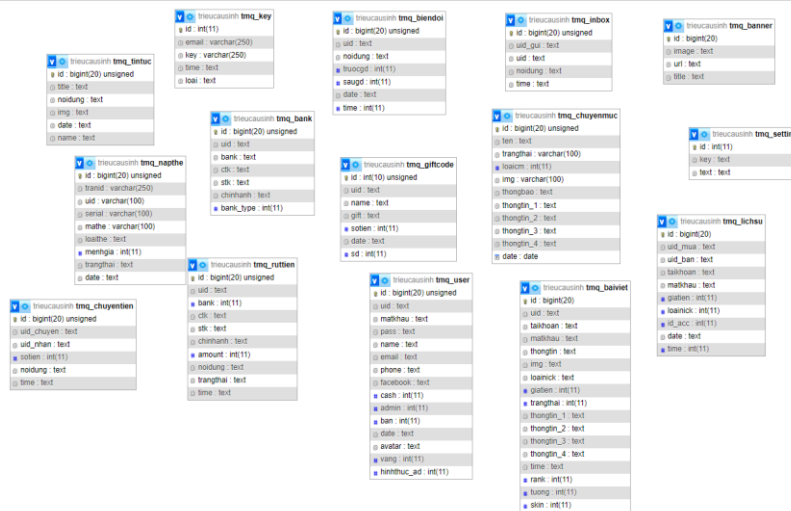 trieucausinh tmq_tintuc
id : bigint(20) unsigned
title : text
noidung : text
img : text
date : text
name : text
trieucausinh tmq_key
id : int(11)
email : varchar(250)
key : varchar(250)
time : text
loai : text
trieucausinh tmq_biendoi
id : bigint(20) unsigned
uid : text
noidung : text
truocgd : int(11)
saugd : int(11)
date : text
time : int(11)
trieucausinh tmq_inbox
id : bigint(20) unsigned
uid_gui : text
uid : text
noidung : text
time : text
trieucausinh tmq_banner
id : bigint(20)
image : text
url : text
title : text
trieucausinh tmq_bank
id : bigint(20) unsigned
uid : text
bank : text
ctk : text
stk : text
chinhanh : text
bank_type : int(11)
trieucausinh tmq_chuyenmuc
id : bigint(20) unsigned
ten : text
trangthai : varchar(100)
loaicm : int(11)
img : varchar(100)
thongbao : text
thongtin_1 : text
thongtin_2 : text
thongtin_3 : text
thongtin_4 : text
date : date
trieucausinh
id : int(11)
key : text
text : text
trieucausinh tmq_napthe
id : bigint(20) unsigned
tranid : varchar(250)
uid : varchar(100)
serial : varchar(100)
mathe : varchar(100)
loaithe : text
menhgia : int(11)
trangthai : text
date : text
trieucausinh tmq_giftcode
id : int(10) unsigned
uid : text
name : text
gift : text
sotien : int(11)
date : text
sd : int(11)
trieucausinh tmq_lichsu
id : bigint(20)
uid_mua : text
uid_ban : text
taikhoan : text
matkhau : text
giatien : int(11)
loainick : int(11)
id_acc : int(11)
date : text
time : int(11)
trieucausinh tmq_ruttien
id : bigint(20) unsigned
uid : text
bank : int(11)
ctk : text
stk : text
chinhanh : text
amount : int(11)
noidung : text
trangthai : text
time : text
trieucausinh tmq_user
id : bigint(20) unsigned
uid : text
matkhau : text
pass : text
name : text
email : text
phone : text
facebook : text
cash : int(11)
admin : int(11)
ban : int(11)
date : text
avatar : text
vang : int(11)
hinhthuc_ad : int(11)
trieucausinh tmq_baiviet
id : bigint(20)
uid : text
taikhoan : text
matkhau : text
thongtin : text
img : text
loainick : text
giatien : int(11)
trangthai : int(11)
thongtin_1 : text
thongtin_2 : text
thongtin_3 : text
thongtin_4 : text
time : text
rank : int(11)
tuong : int(11)
skin : int(11)
trieucausinh tmq_chuyentien
id : bigint(20) unsigned
uid_chuyen : text
uid_nhan : text
sotien : int(11)
noidung : text
time : text